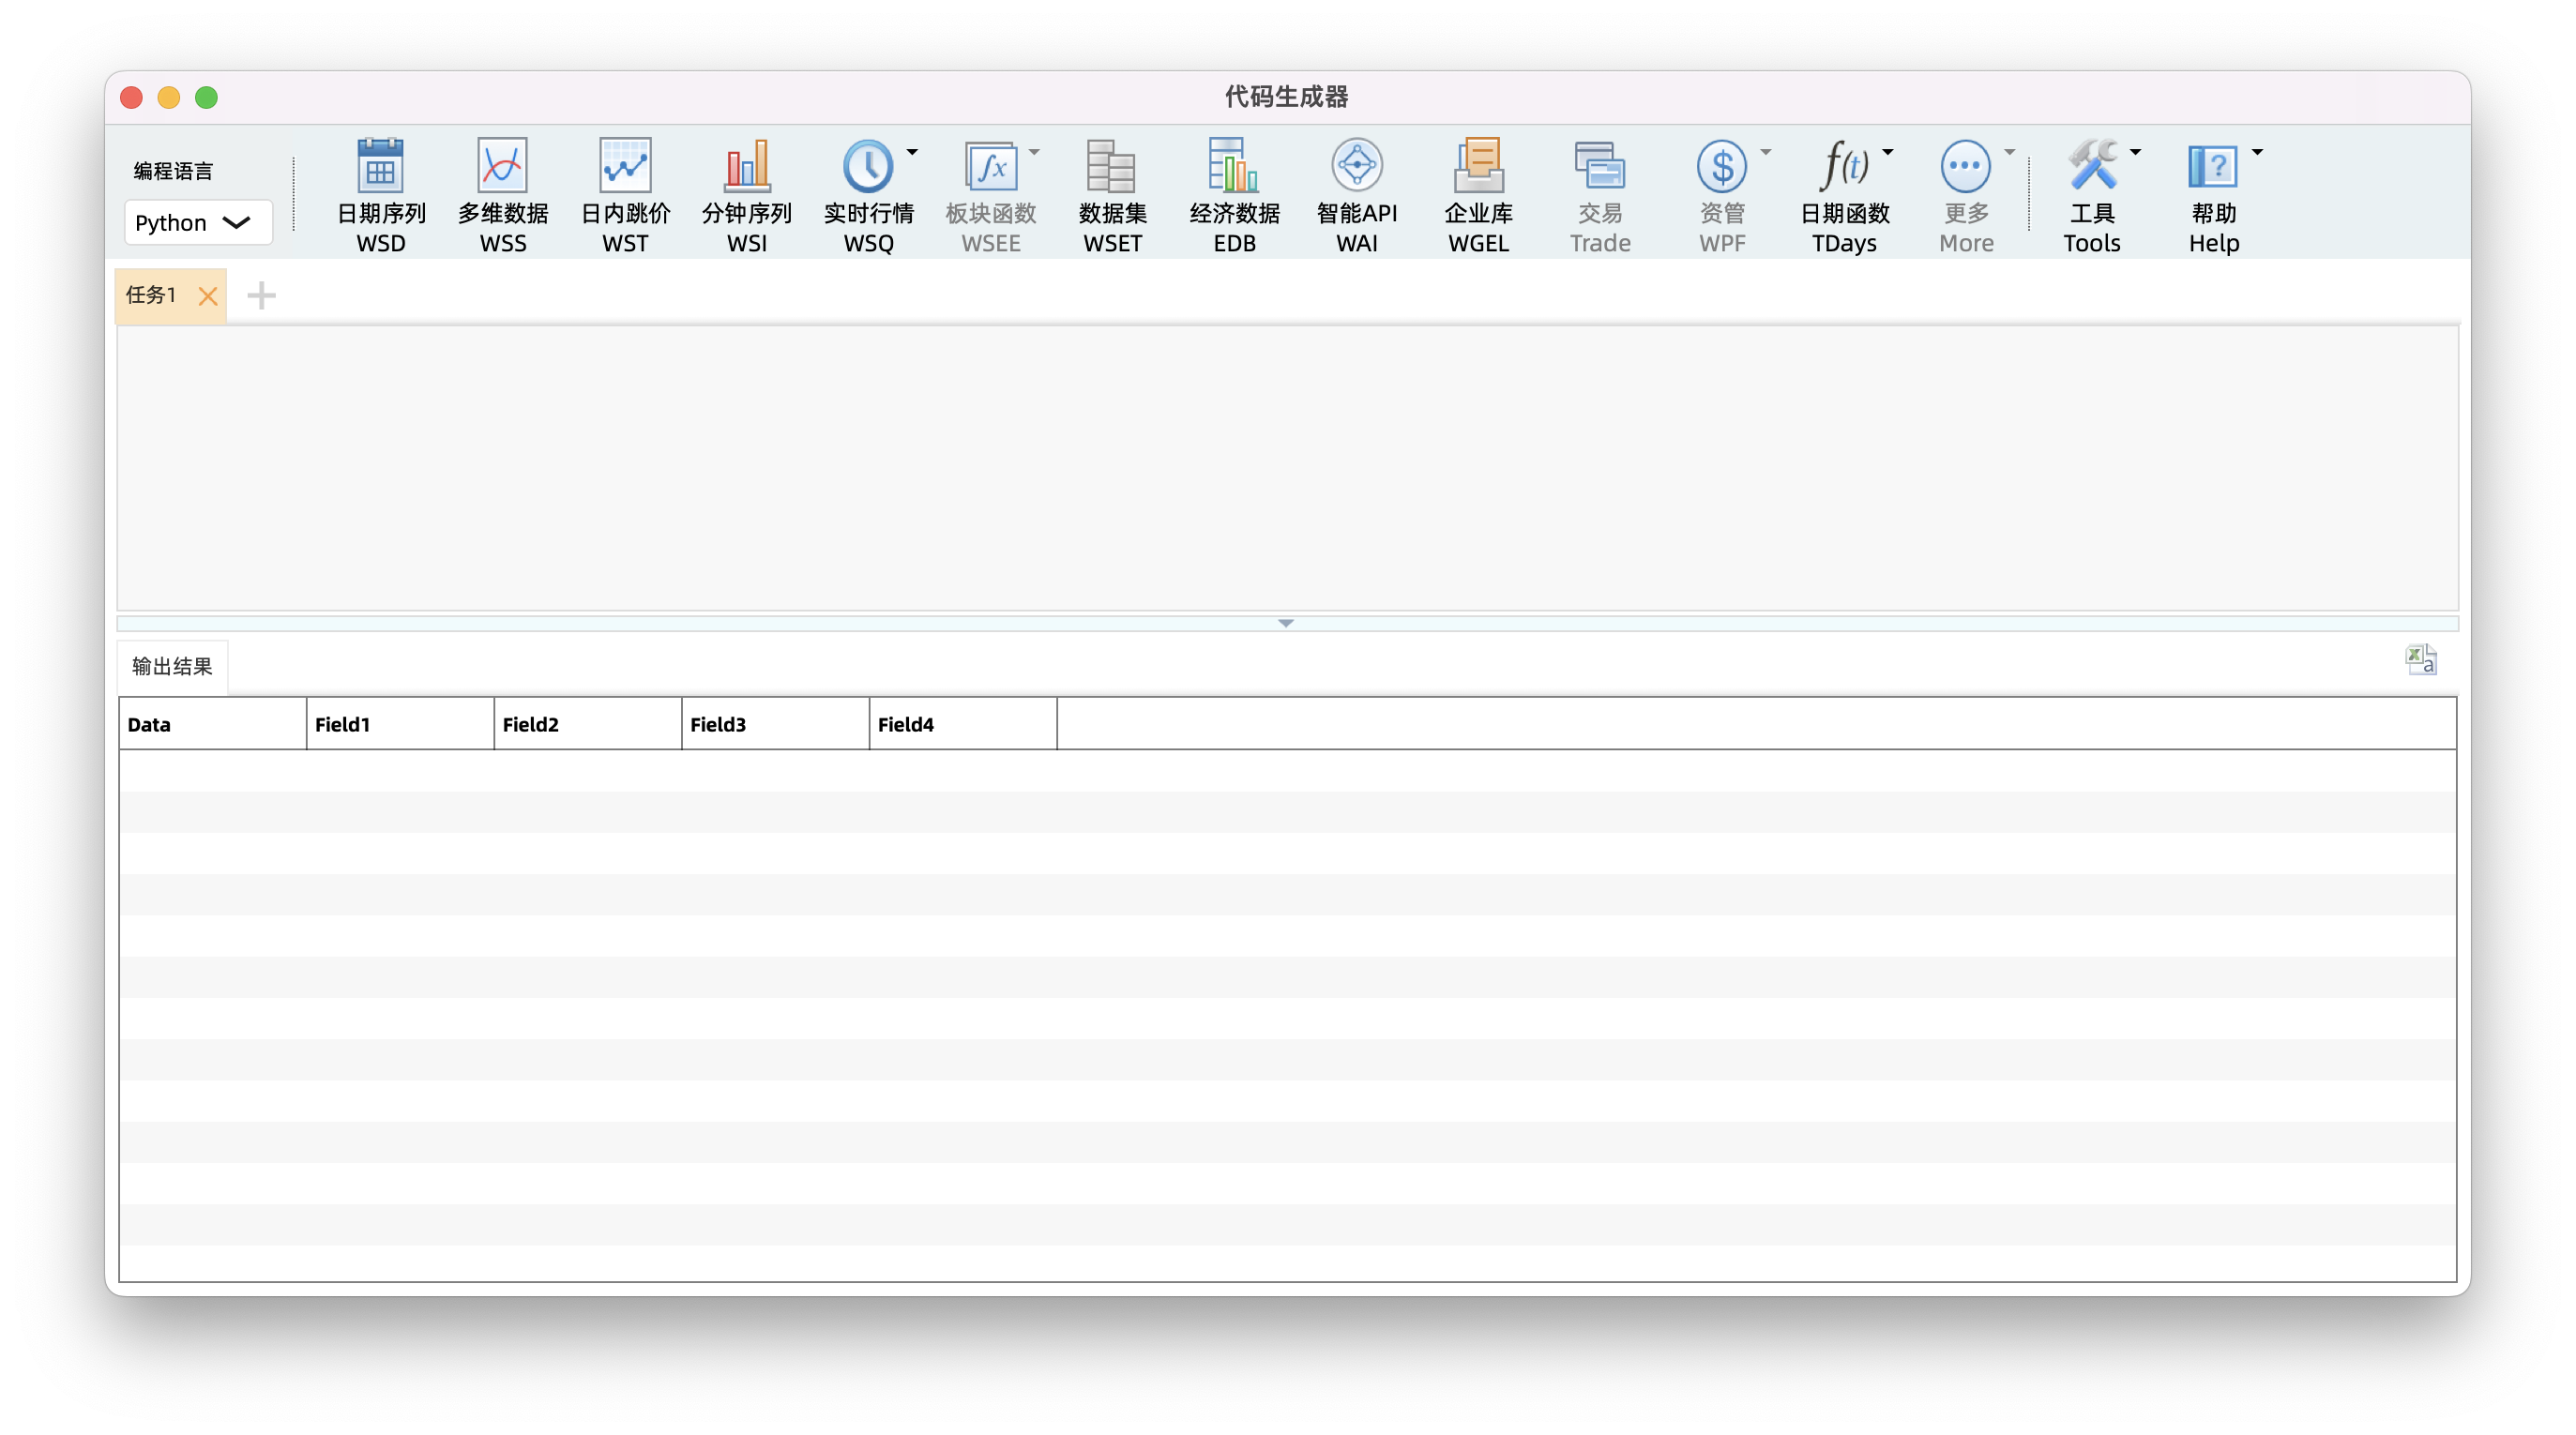 代码生成器
编程语言
Python
日期序列
WSD
多维数据
WSS
日内跳价
WST
分钟序列
WSI
实时行情
WSQ
板块函数
WSEE
数据集
WSET
经济数据
EDB
智能API
WAI
企业库
WGEL
交易
Trade
资管
WPF
日期函数
TDays
更多
More
工具
Tools
帮助
Help
任务1
输出结果
Data Field1 Field2 Field3 Field4